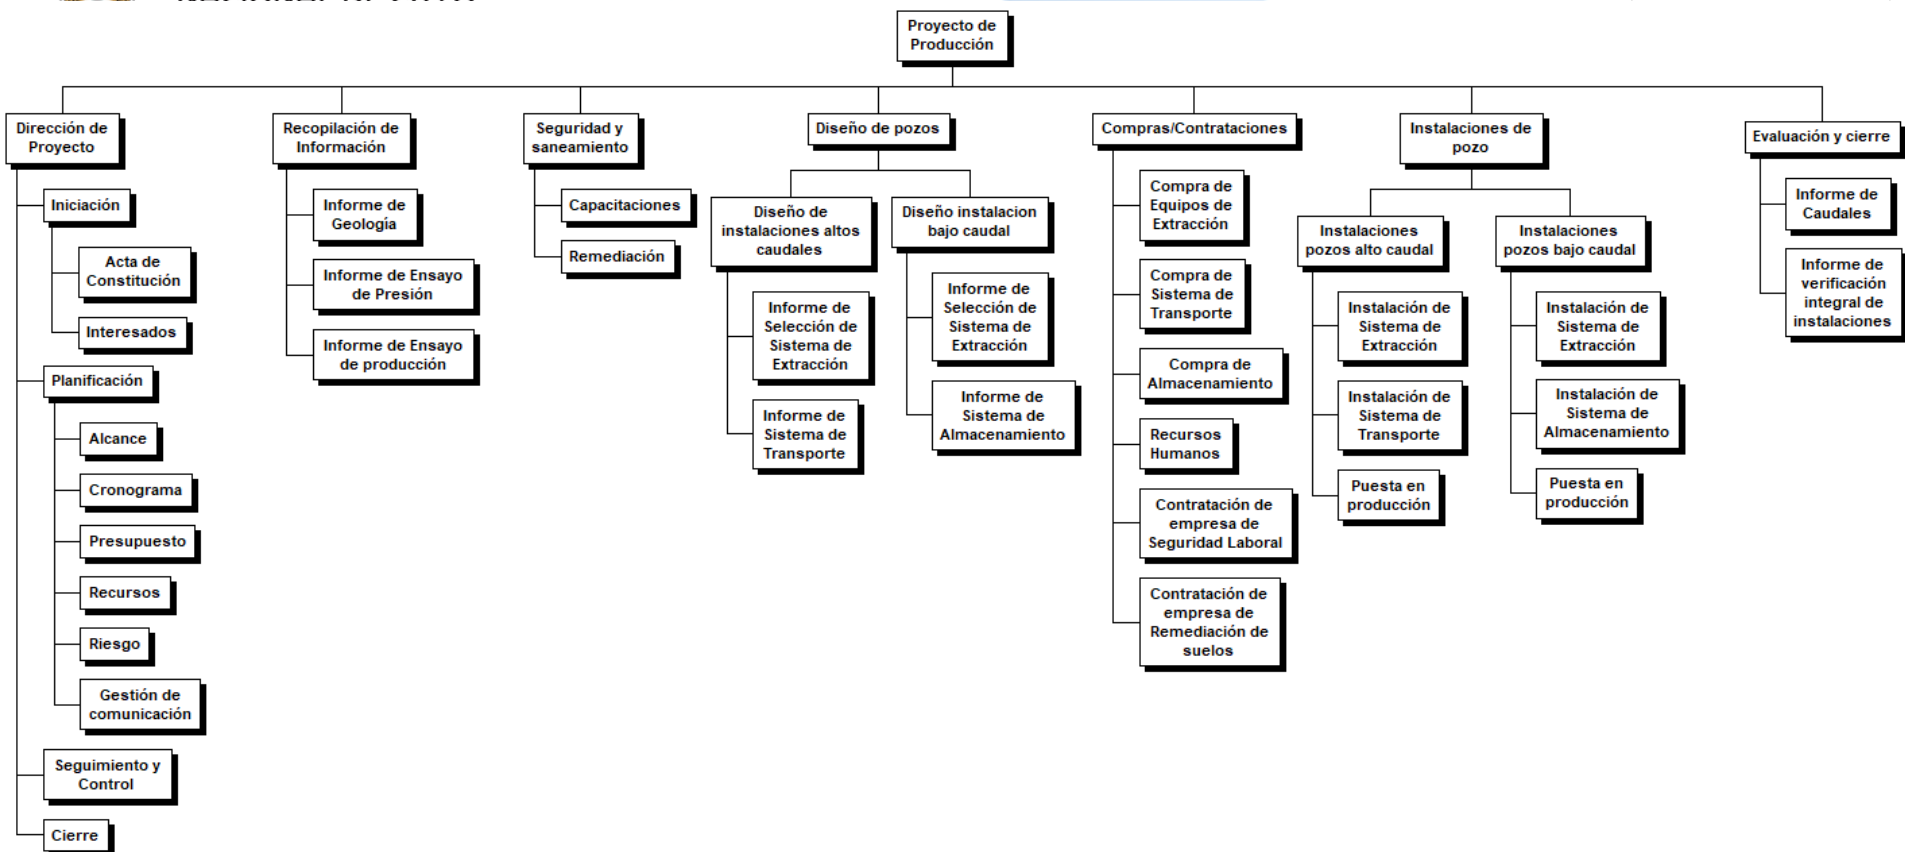 Proyecto de
Producción
Dirección de
Proyecto
Iniciación
Acta de
Constitución
Interesados
Planificación
Alcance
Cronograma
Presupuesto
Recursos
Riesgo
Gestión de
comunicación
Seguimiento y
Control
Cierre
Recopilación de
Información
Informe de
Geología
Informe de Ensayo
de Presión
Informe de Ensayo
de producción
Seguridad y
saneamiento
Capacitaciones
Remediación
Diseño de pozos
Diseño de
instalaciones altos
caudales
Informe de
Selección de
Sistema de
Extracción
Informe de
Sistema de
Transporte
Diseño instalacion
bajo caudal
Informe de
Selección de
Sistema de
Extracción
Informe de
Sistema de
Almacenamiento
Compras/Contrataciones
Compra de
Equipos de
Extracción
Compra de
Sistema de
Transporte
Compra de
Almacenamiento
Recursos
Humanos
Contratación de
empresa de
Seguridad Laboral
Contratación de
empresa de
Remediación de
suelos
Instalaciones de
pozo
Instalaciones
pozos alto caudal
Instalación de
Sistema de
Extracción
Instalación de
Sistema de
Transporte
Puesta en
producción
Instalaciones
pozos bajo caudal
Instalación de
Sistema de
Extracción
Instalación de
Sistema de
Almacenamiento
Puesta en
producción
Evaluación y cierre
Informe de
Caudales
Informe de
verificación
integral de
instalaciones